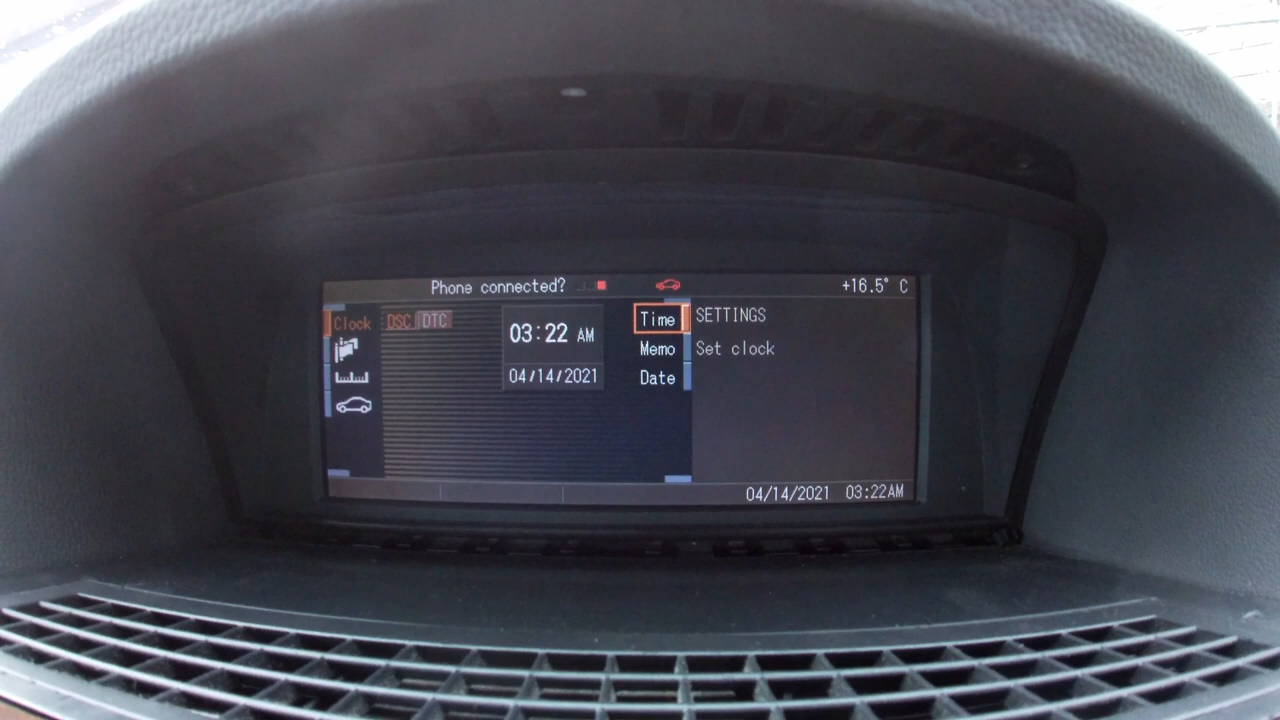 Phone connected? +16.5° C
Clock DSC DTC 03:22 AM Time SETTINGS
Memo Set clock
04/14/2021 Date
04/14/2021 03:22AM